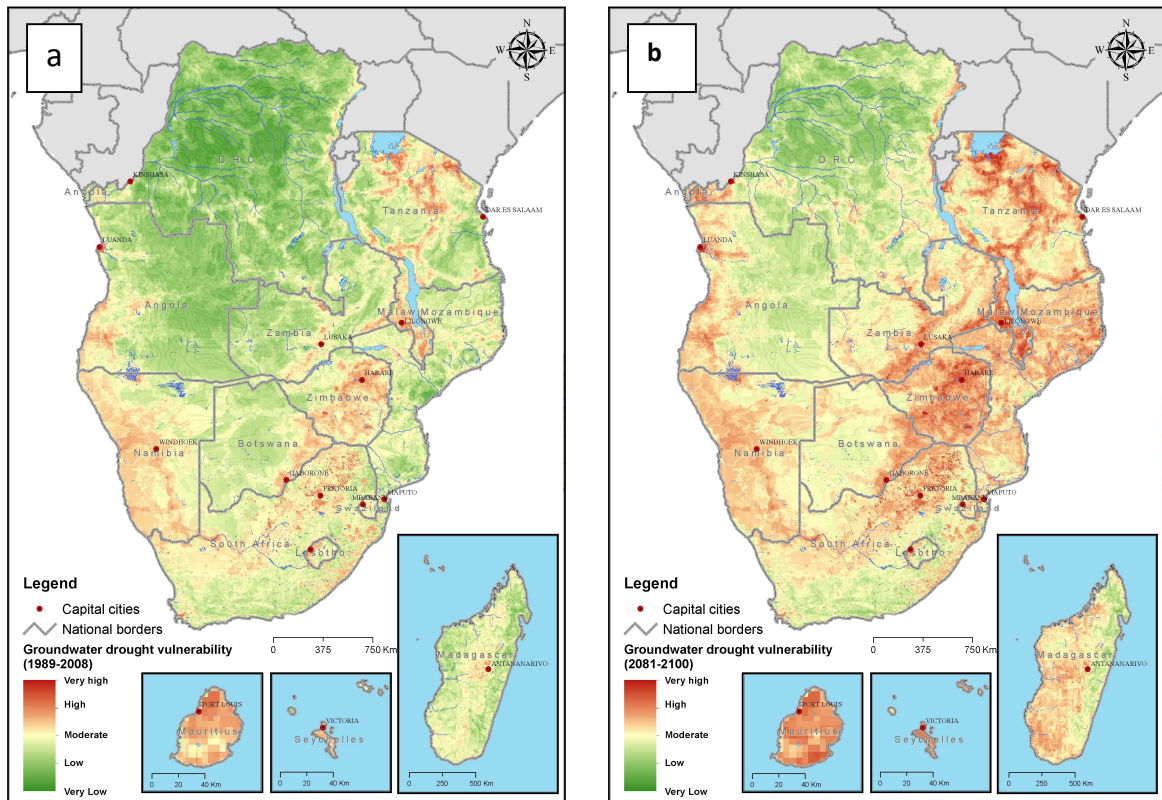 a
N
W E
S
D R C
KINSHASA
Angola
Tanzania
DAR ES SALAAM
LUANDA
Angola
Malawi
Mozambique
LILONGWE
Zambia
LUSAKA
HARARE
Zimbabwe
Botswana
WINDHOEK
Namibia
GABORONE
PRETORIA
MBABANE
MAPUTO
Swaziland
South Africa
Lesotho
Legend
Capital cities
National borders
0 375 750 Km
Groundwater drought vulnerability
(1989-2008)
Very high
High
Moderate
Low
Very Low
PORT LOUIS
Mauritius
0 20 40 Km
VICTORIA
Seychelles
0 20 40 Km
Madagascar
ANTANANARIVO
0 250 500 Km
b
N
W E
S
D R C
KINSHASA
Angola
Tanzania
DAR ES SALAAM
LUANDA
Angola
Malawi
Mozambique
LILONGWE
Zambia
LUSAKA
HARARE
Zimbabwe
Botswana
WINDHOEK
Namibia
GABORONE
PRETORIA
MBABANE
MAPUTO
Swaziland
South Africa
Lesotho
Legend
Capital cities
National borders
0 375 750 Km
Groundwater drought vulnerability
(2081-2100)
Very high
High
Moderate
Low
Very Low
PORT LOUIS
Mauritius
0 20 40 Km
VICTORIA
Seychelles
0 20 40 Km
Madagascar
ANTANANARIVO
0 250 500 Km